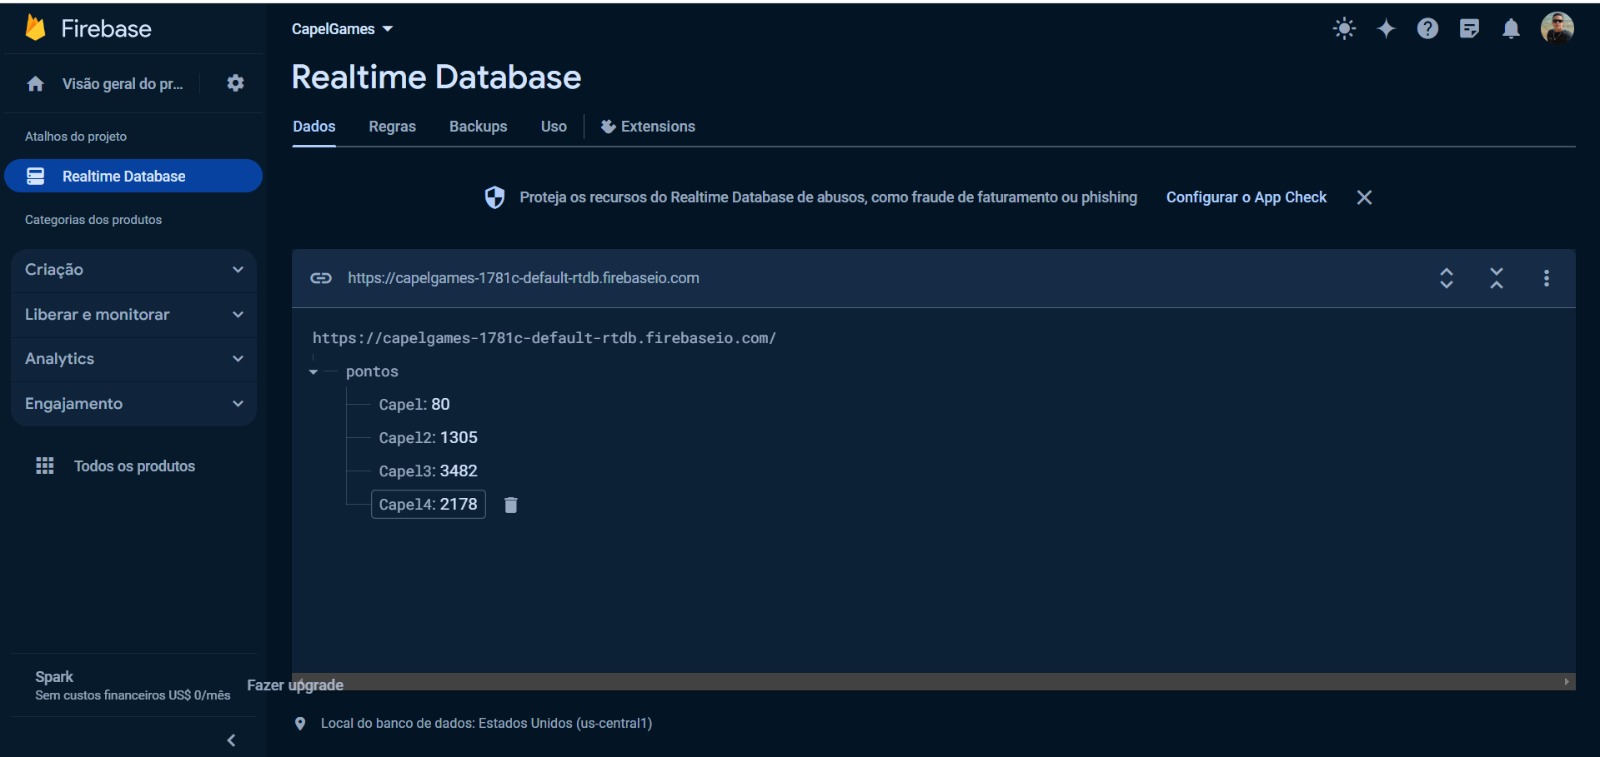 Firebase
CapelGames
Visão geral do pr...
Realtime Database
Dados Regras Backups Uso Extensions
Atalhos do projeto
Realtime Database
Categorias dos produtos
Criação
Liberar e monitorar
Analytics
Engajamento
Todos os produtos
Proteja os recursos do Realtime Database de abusos, como fraude de faturamento ou phishing Configurar o App Check
https://capelgames-1781c-default-rtdb.firebaseio.com
https://capelgames-1781c-default-rtdb.firebaseio.com/
pontos
Capel: 80
Capel2: 1305
Capel3: 3482
Capel4: 2178
Spark
Sem custos financeiros US$ 0/mês
Fazer upgrade
Local do banco de dados: Estados Unidos (us-central1)